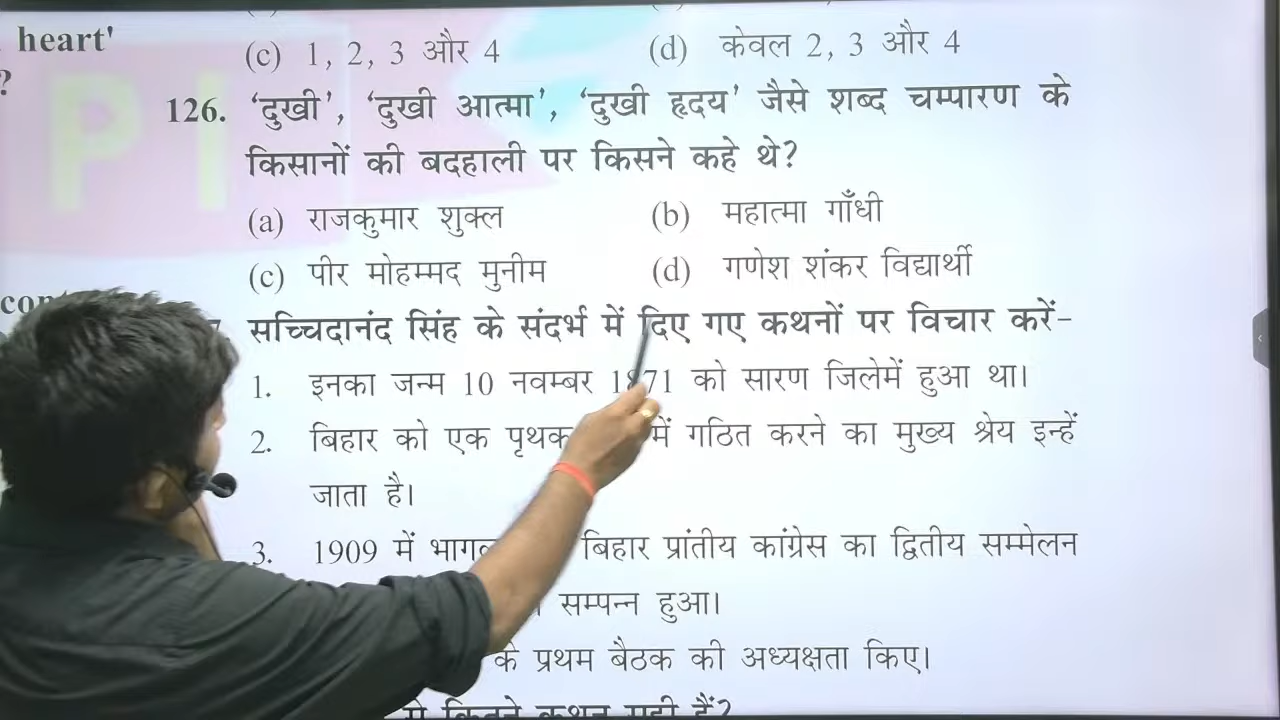 heart'
?
(c) 1, 2, 3 और 4 (d) केवल 2, 3 और 4
126. ‘दुखी’, ‘दुखी आत्मा’, ‘दुखी हृदय’ जैसे शब्द चम्पारण के
किसानों की बदहाली पर किसने कहे थे?
(a) राजकुमार शुक्ल (b) महात्मा गाँधी
(c) पीर मोहम्मद मुनीम (d) गणेश शंकर विद्यार्थी
सच्चिदानंद सिंह के संदर्भ में दिए गए कथनों पर विचार करें-
1. इनका जन्म 10 नवम्बर 1871 को सारण जिलेमें हुआ था।
2. बिहार को एक पृथक में गठित करने का मुख्य श्रेय इन्हें
जाता है।
3. 1909 में बिहार प्रांतीय कांग्रेस का द्वितीय सम्मेलन
सम्पन्न हुआ।
के प्रथम बैठक की अध्यक्षता किए।
से कितने कथन सही हैं?